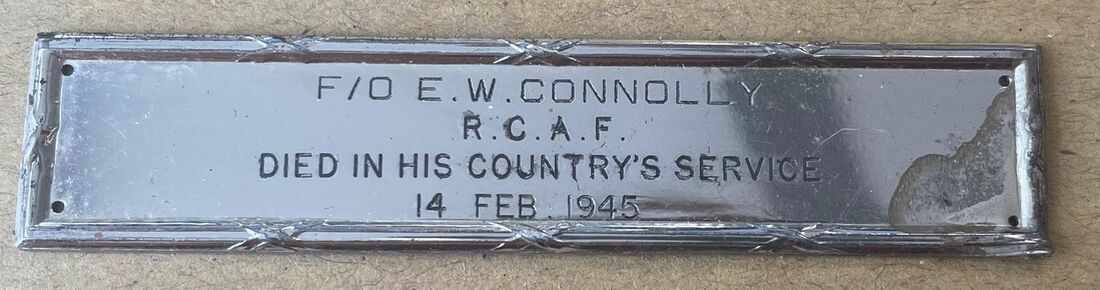 F/O E.W.CONNOLLY
R.C.A.F.
DIED IN HIS COUNTRY'S SERVICE
14 FEB. 1945